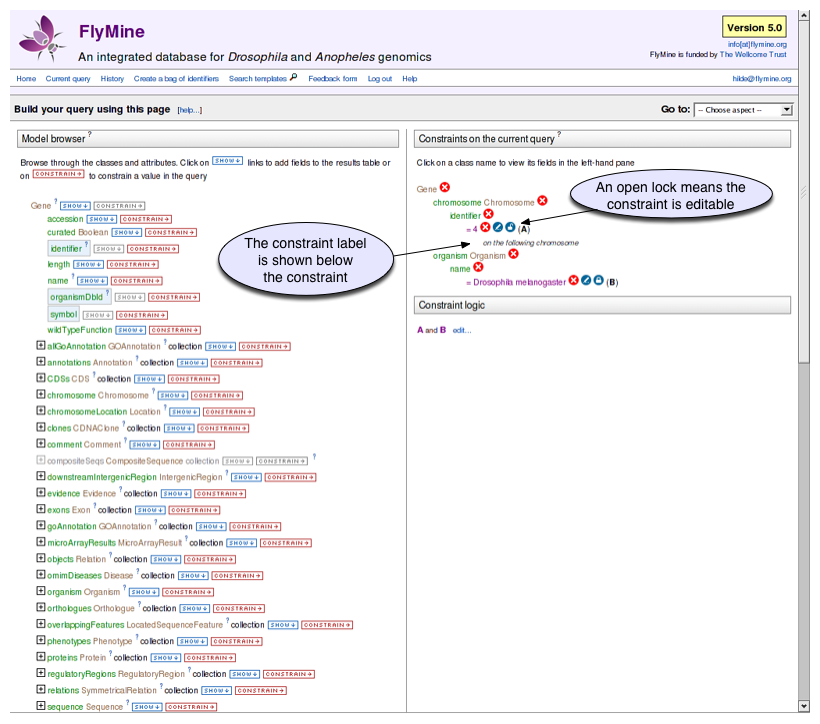 FlyMine
Version 5.0
An integrated database for Drosophila and Anopheles genomics
info[at]flymine.org
FlyMine is funded by The Wellcome Trust
Home Current query History Create a bag of identifiers Search templates Feedback form Log out Help hilde@flymine.org
Build your query using this page [help...] Go to: -- Choose aspect --
Model browser ?
Browse through the classes and attributes. Click on SHOW↓ links to add fields to the results table or
on CONSTRAIN→ to constrain a value in the query
Gene ? SHOW↓ CONSTRAIN→
accession SHOW↓ CONSTRAIN→
curated Boolean SHOW↓ CONSTRAIN→
identifier ? SHOW↓ CONSTRAIN→
length SHOW↓ CONSTRAIN→
name ? SHOW↓ CONSTRAIN→
organismDbId ? SHOW↓ CONSTRAIN→
symbol SHOW↓ CONSTRAIN→
wildTypeFunction SHOW↓ CONSTRAIN→
allGoAnnotation GOAnnotation ? collection SHOW↓ CONSTRAIN→
annotations Annotation ? collection SHOW↓ CONSTRAIN→
CDSs CDS ? collection SHOW↓ CONSTRAIN→
chromosome Chromosome ? SHOW↓ CONSTRAIN→
chromosomeLocation Location ? SHOW↓ CONSTRAIN→
clones CDNAClone ? collection SHOW↓ CONSTRAIN→
comment Comment ? SHOW↓ CONSTRAIN→
compositeSeqs CompositeSequence collection SHOW↓ CONSTRAIN→ ?
downstreamIntergenicRegion IntergenicRegion ? SHOW↓ CONSTRAIN→
evidence Evidence ? collection SHOW↓ CONSTRAIN→
exons Exon ? collection SHOW↓ CONSTRAIN→
goAnnotation GOAnnotation ? collection SHOW↓ CONSTRAIN→
microArrayResults MicroArrayResult ? collection SHOW↓ CONSTRAIN→
objects Relation ? collection SHOW↓ CONSTRAIN→
omimDiseases Disease ? collection SHOW↓ CONSTRAIN→
organism Organism ? SHOW↓ CONSTRAIN→
orthologues Orthologue ? collection SHOW↓ CONSTRAIN→
overlappingFeatures LocatedSequenceFeature ? collection SHOW↓ CONSTRAIN→
phenotypes Phenotype ? collection SHOW↓ CONSTRAIN→
proteins Protein ? collection SHOW↓ CONSTRAIN→
regulatoryRegions RegulatoryRegion ? collection SHOW↓ CONSTRAIN→
relations SymmetricalRelation ? collection SHOW↓ CONSTRAIN→
sequence Sequence ? SHOW↓ CONSTRAIN→
Constraints on the current query ?
Click on a class name to view its fields in the left-hand pane
Gene
chromosome Chromosome
identifier
= 4 (A)
on the following chromosome
organism Organism
name
= Drosophila melanogaster (B)
Constraint logic
A and B edit...
An open lock means the
constraint is editable
The constraint label
is shown below
the constraint